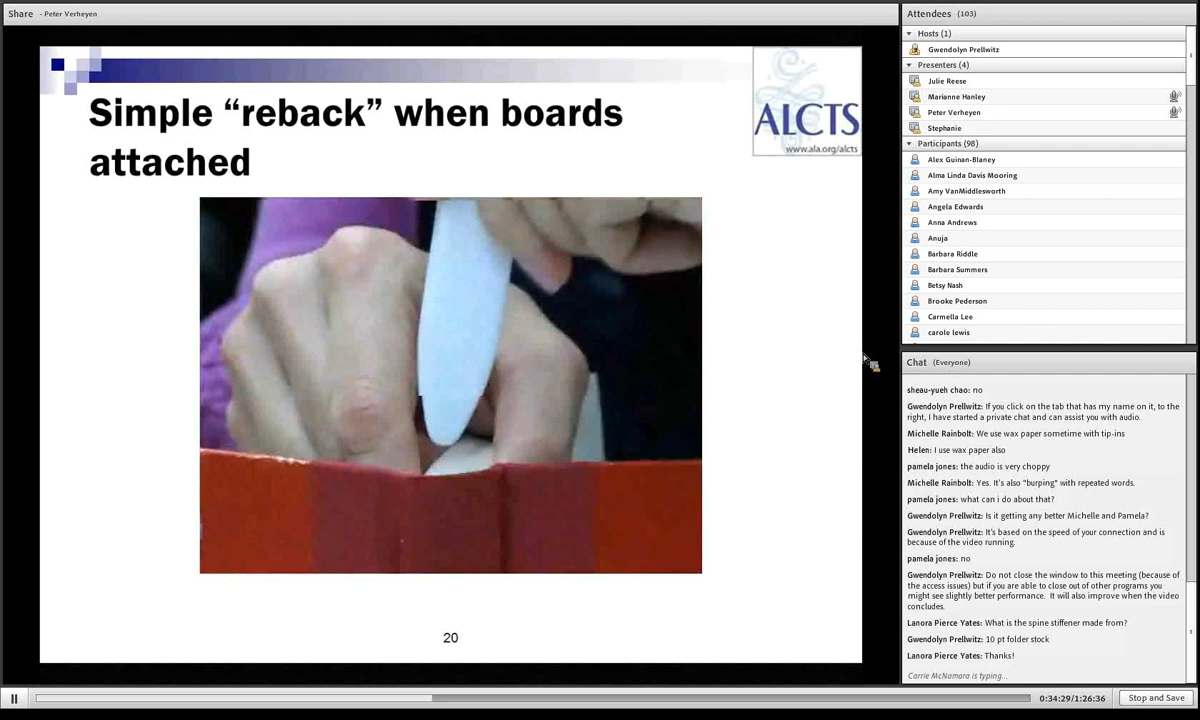 Share - Peter Verheyen
Simple “reback” when boards
attached
ALCTS
www.ala.org/alcts
20
Attendees (103)
Hosts (1)
Gwendolyn Prellwitz
Presenters (4)
Julie Reese
Marianne Hanley
Peter Verheyen
Stephanie
Participants (98)
Alex Guinan-Blaney
Alma Linda Davis Mooring
Amy VanMiddlesworth
Angela Edwards
Anna Andrews
Anuja
Barbara Riddle
Barbara Summers
Betsy Nash
Brooke Pederson
Carmella Lee
carole lewis
Chat (Everyone)
sheau-yueh chao: no
Gwendolyn Prellwitz: If you click on the tab that has my name on it, to the
right, I have started a private chat and can assist you with audio.
Michelle Rainbolt: We use wax paper sometime with tip-ins
Helen: I use wax paper also
pamela jones: the audio is very choppy
Michelle Rainbolt: Yes. It's also "burping" with repeated words.
pamela jones: what can i do about that?
Gwendolyn Prellwitz: Is it getting any better Michelle and Pamela?
Gwendolyn Prellwitz: It's based on the speed of your connection and is
because of the video running.
pamela jones: no
Gwendolyn Prellwitz: Do not close the window to this meeting (because of
the access issues) but if you are able to close out of other programs you
might see slightly better performance. It will also improve when the video
concludes.
Lanora Pierce Yates: What is the spine stiffener made from?
Gwendolyn Prellwitz: 10 pt folder stock
Lanora Pierce Yates: Thanks!
Carrie McNamara is typing...
0:34:29/1:26:36
Stop and Save